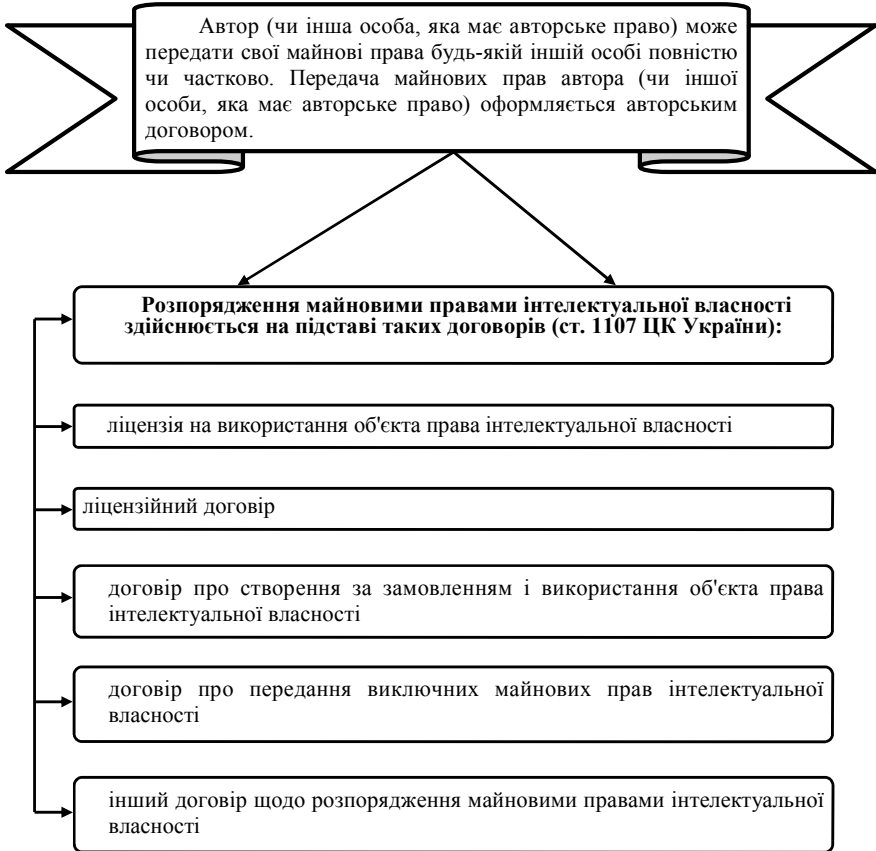 Автор (чи інша особа, яка має авторське право) може
передати свої майнові права будь-якій іншій особі повністю
чи частково. Передача майнових прав автора (чи іншої
особи, яка має авторське право) оформляється авторським
договором.
Розпорядження майновими правами інтелектуальної власності
здійснюється на підставі таких договорів (ст. 1107 ЦК України):
ліцензія на використання об'єкта права інтелектуальної власності
ліцензійний договір
договір про створення за замовленням і використання об'єкта права
інтелектуальної власності
договір про передання виключних майнових прав інтелектуальної
власності
інший договір щодо розпорядження майновими правами інтелектуальної
власності